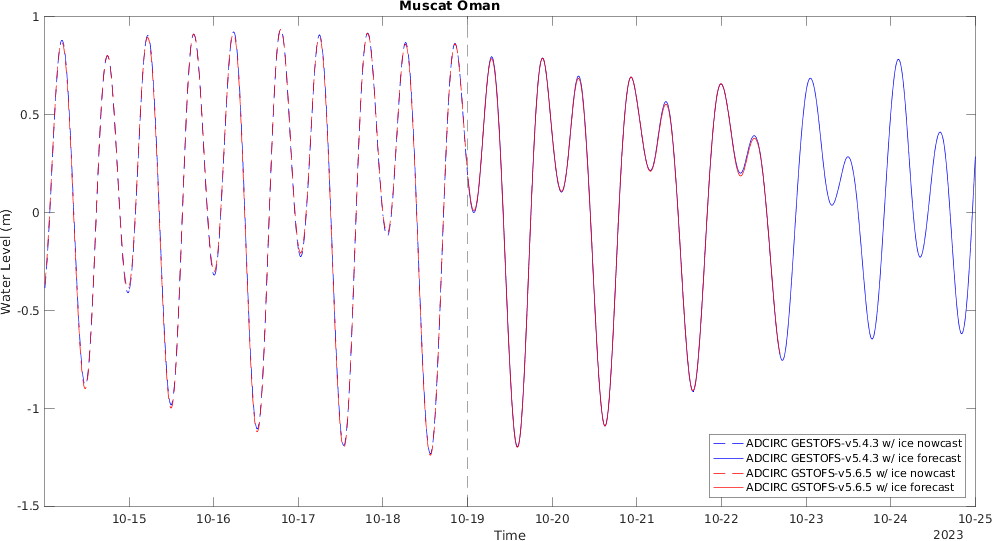 Muscat Oman
1
0.5
0
-0.5
-1
-1.5
Water Level (m)
ADCIRC GESTOFS-v5.4.3 w/ ice nowcast
ADCIRC GESTOFS-v5.4.3 w/ ice forecast
ADCIRC GSTOFS-v5.6.5 w/ ice nowcast
ADCIRC GSTOFS-v5.6.5 w/ ice forecast
10-15 10-16 10-17 10-18 10-19 10-20 10-21 10-22 10-23 10-24 10-25
Time
2023